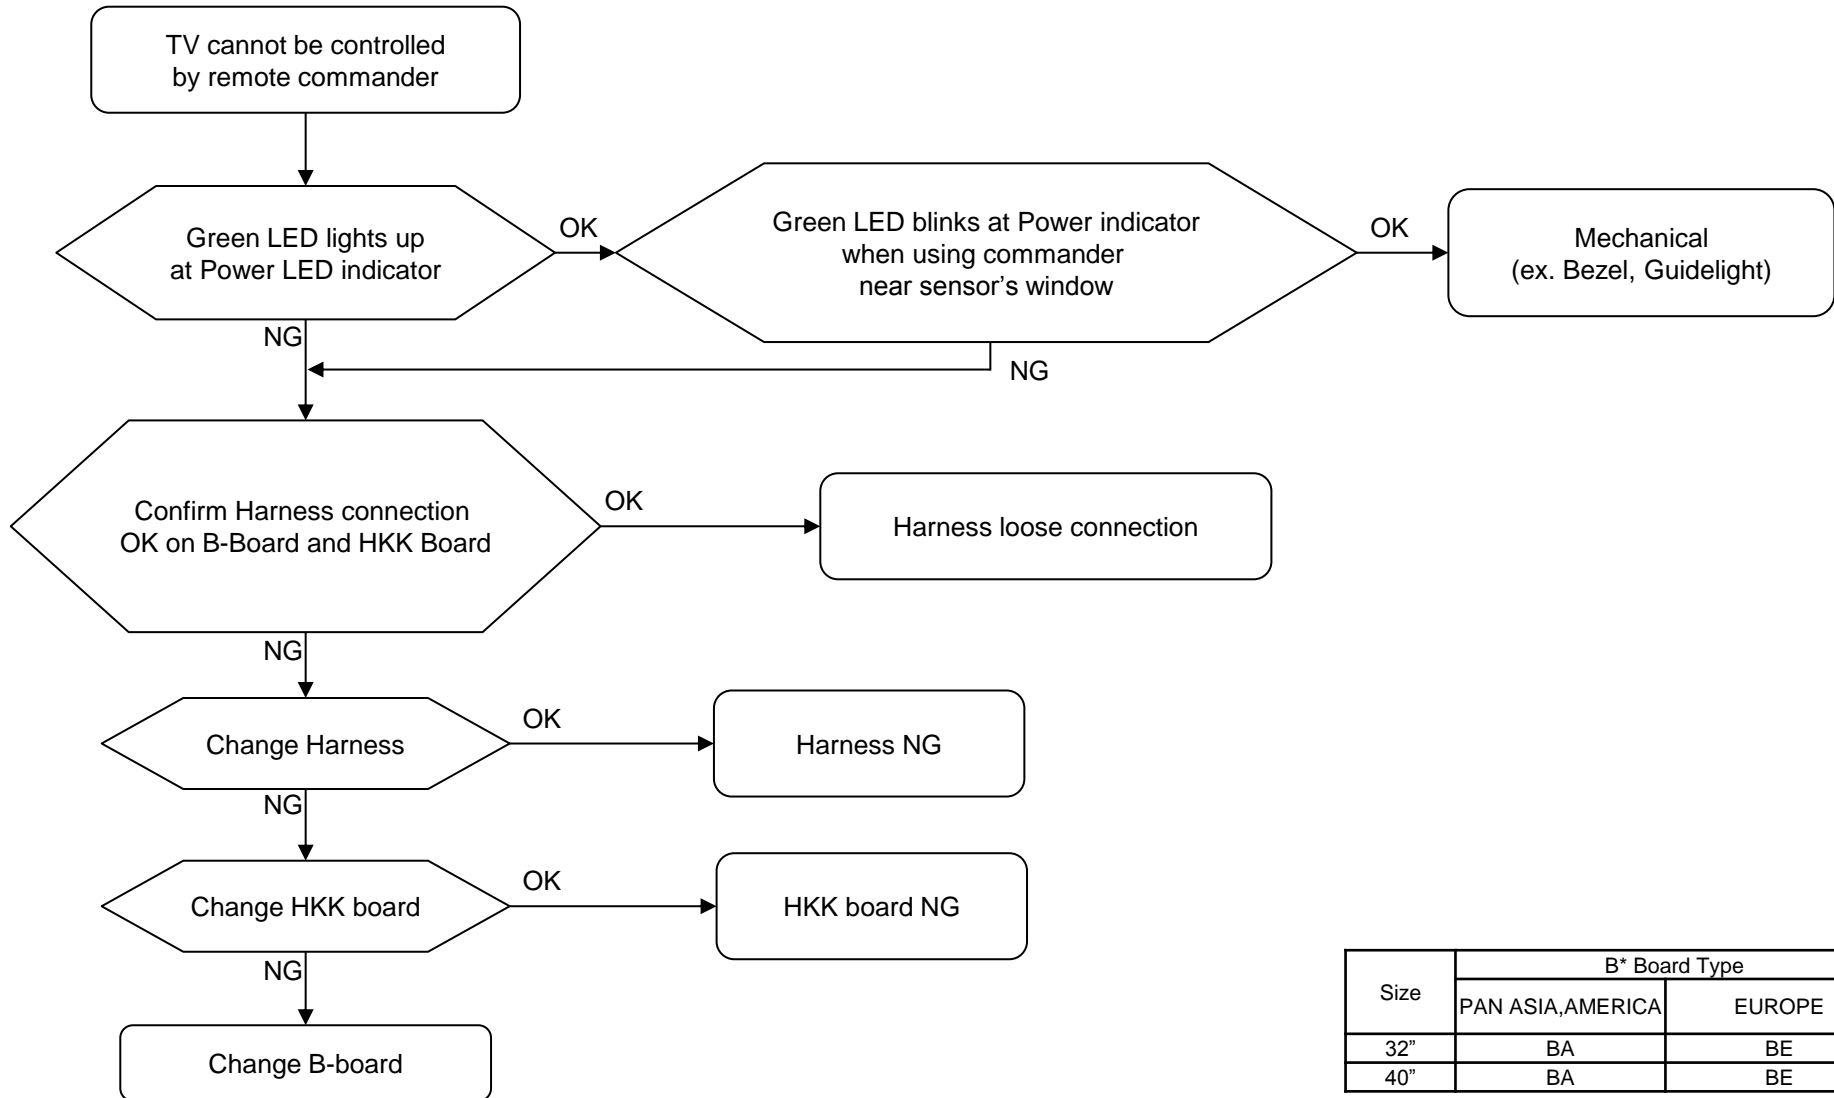 TV cannot be controlled
by remote commander
Green LED lights up
at Power LED indicator
OK
Green LED blinks at Power indicator
when using commander
near sensor’s window
OK
Mechanical
(ex. Bezel, Guidelight)
NG
NG
Confirm Harness connection
OK on B-Board and HKK Board
OK
Harness loose connection
NG
Change Harness
OK
Harness NG
NG
Change HKK board
OK
HKK board NG
NG
Change B-board
Size
B* Board Type
PAN ASIA,AMERICA
EUROPE
32” BA BE
40” BA BE